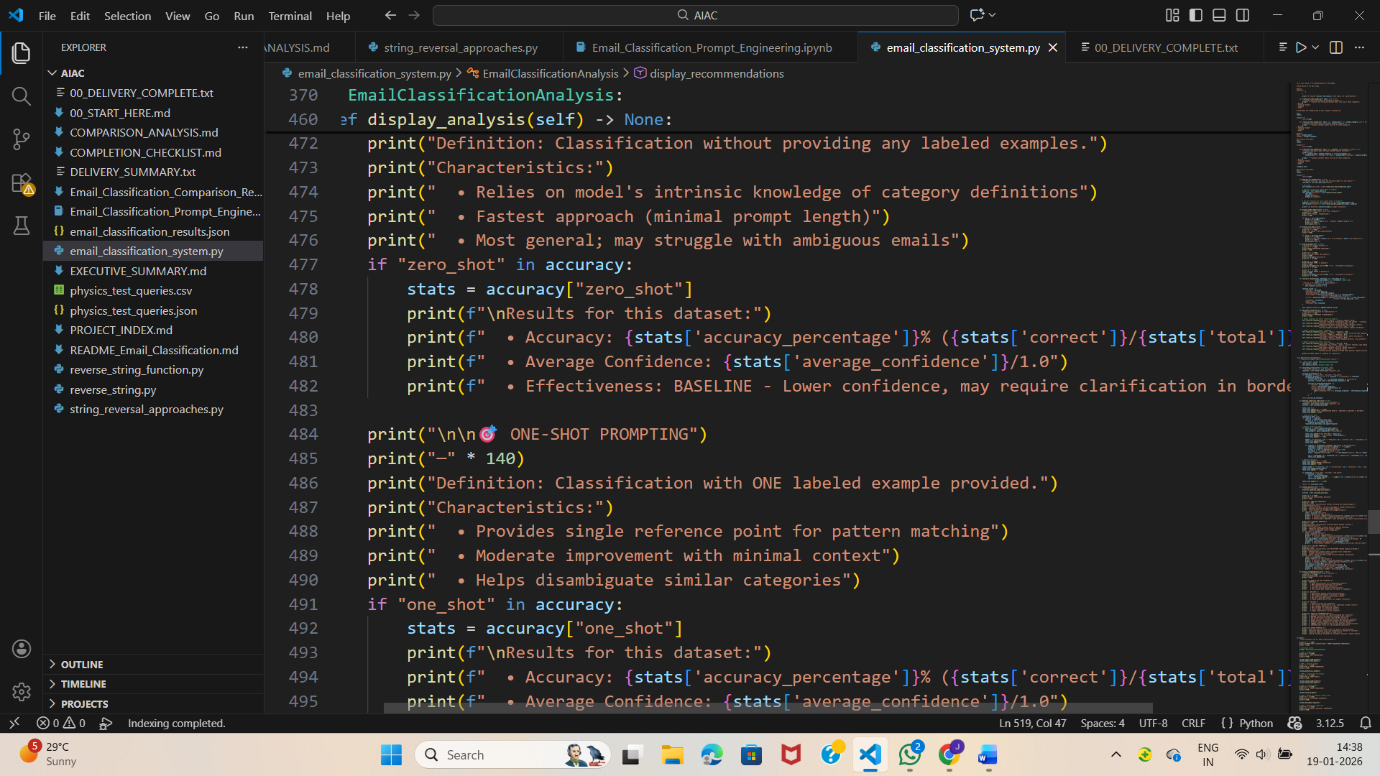 File Edit Selection View Go Run Terminal Help
AIAC
EXPLORER
AIAC
00_DELIVERY_COMPLETE.txt
00_START_HERE.md
COMPARISON_ANALYSIS.md
COMPLETION_CHECKLIST.md
DELIVERY_SUMMARY.txt
Email_Classification_Comparison_Re...
Email_Classification_Prompt_Engine...
email_classification_results.json
email_classification_system.py
EXECUTIVE_SUMMARY.md
physics_test_queries.csv
physics_test_queries.json
PROJECT_INDEX.md
README_Email_Classification.md
reverse_string_function.py
reverse_string.py
string_reversal_approaches.py
OUTLINE
TIMELINE
PROJECTS
ANALYSIS.md string_reversal_approaches.py Email_Classification_Prompt_Engineering.ipynb email_classification_system.py 00_DELIVERY_COMPLETE.txt
email_classification_system.py > EmailClassificationAnalysis > display_recommendations
370 EmailClassificationAnalysis:
460 ef display_analysis(self) -> None:
472 print("Definition: Classification without providing any labeled examples.")
473 print("Characteristics:")
474 print("  • Relies on model's intrinsic knowledge of category definitions")
475 print("  • Fastest approach (minimal prompt length)")
476 print("  • Most general; may struggle with ambiguous emails")
477 if "zero_shot" in accuracy:
478 stats = accuracy["zero_shot"]
479 print(f"\nResults for this dataset:")
480 print(f"  • Accuracy: {stats['accuracy_percentage']}% ({stats['correct']}/{stats['total']}
481 print(f"  • Average Confidence: {stats['average_confidence']}/1.0")
482 print(f"  • Effectiveness: BASELINE - Lower confidence, may require clarification in borde
483
484 print("\n\n🎯 ONE-SHOT PROMPTING")
485 print("─" * 140)
486 print("Definition: Classification with ONE labeled example provided.")
487 print("Characteristics:")
488 print("  • Provides single reference point for pattern matching")
489 print("  • Moderate improvement with minimal context")
490 print("  • Helps disambiguate similar categories")
491 if "one_shot" in accuracy:
492 stats = accuracy["one_shot"]
493 print(f"\nResults for this dataset:")
494 print(f"  • Accuracy: {stats['accuracy_percentage']}% ({stats['correct']}/{stats['total']}
495 print(f"  • Average Confidence: {stats['average_confidence']}/1.0")
0 0 Indexing completed. Ln 519, Col 47 Spaces: 4 UTF-8 CRLF {} Python 3.12.5
5 29°C
Sunny
Search
2
J
ENG
IN
14:38
19-01-2026